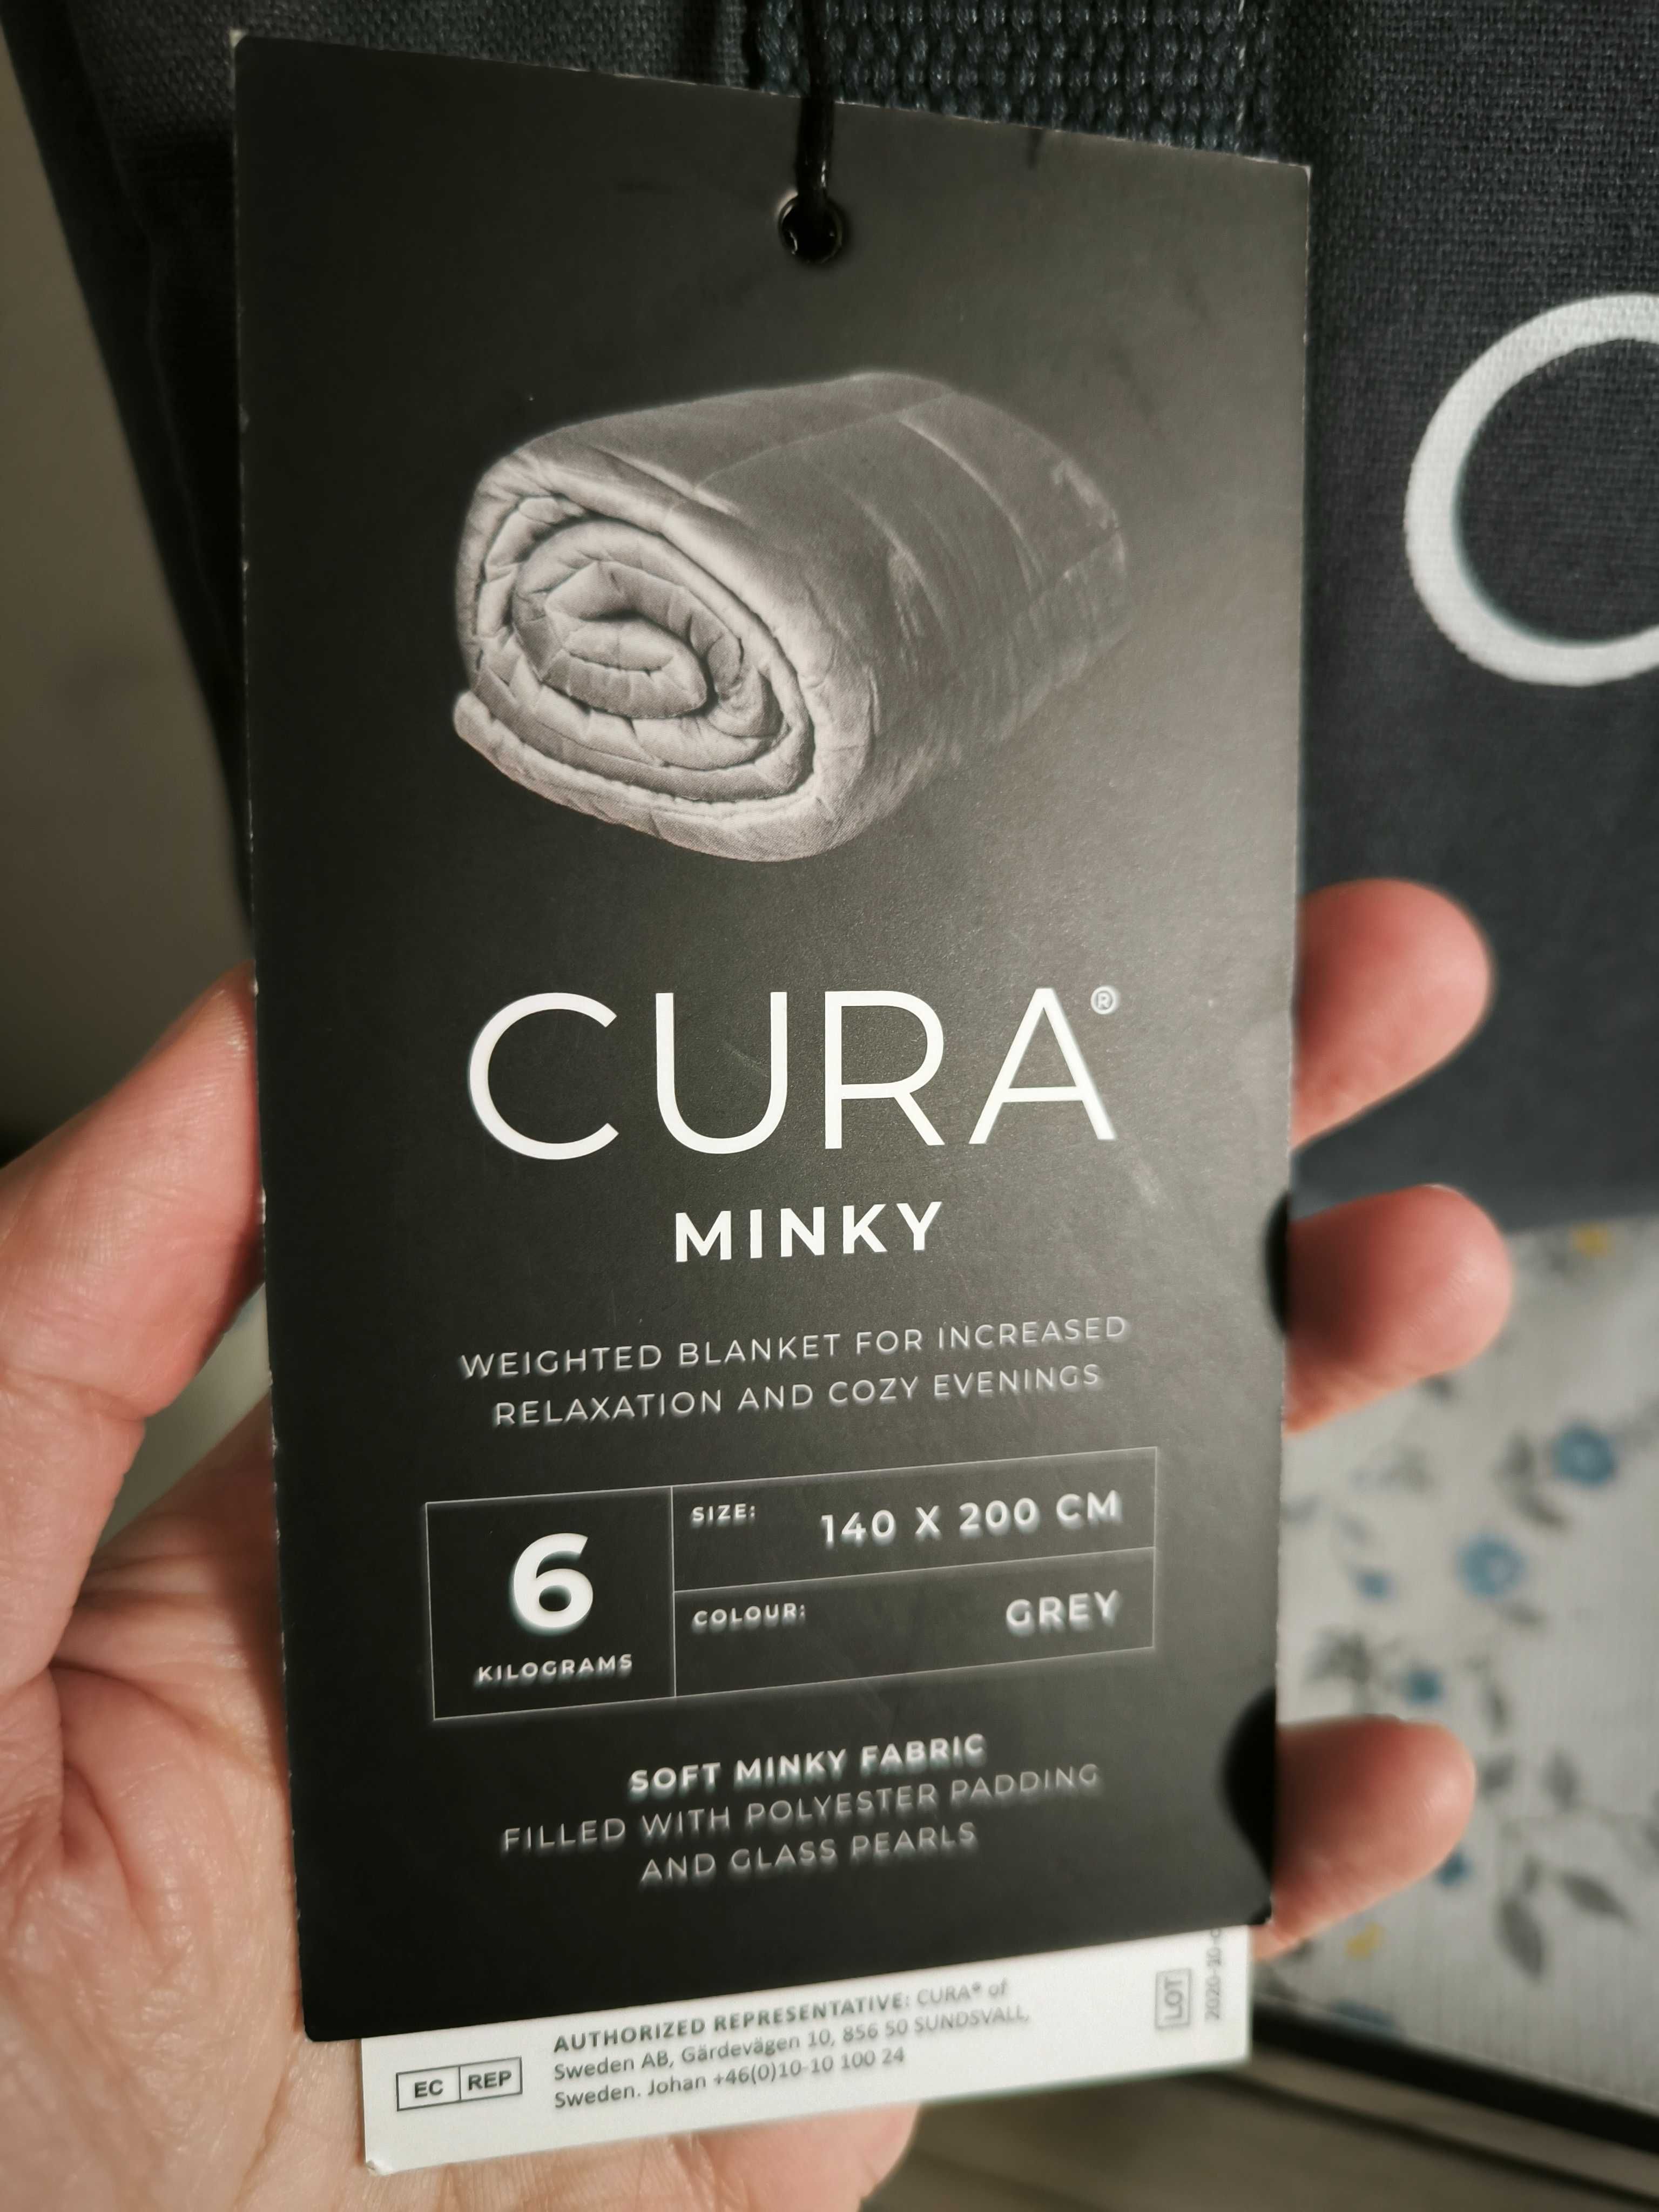 CURA®
MINKY
WEIGHTED BLANKET FOR INCREASED
RELAXATION AND COZY EVENINGS
6
KILOGRAMS
SIZE: 140 X 200 CM
COLOUR: GREY
SOFT MINKY FABRIC
FILLED WITH POLYESTER PADDING
AND GLASS PEARLS
EC REP
AUTHORIZED REPRESENTATIVE: CURA® of
Sweden AB, Gärdevägen 10, 856 50 SUNDSVALL,
Sweden. Johan +46(0)10-10 100 24
LOT